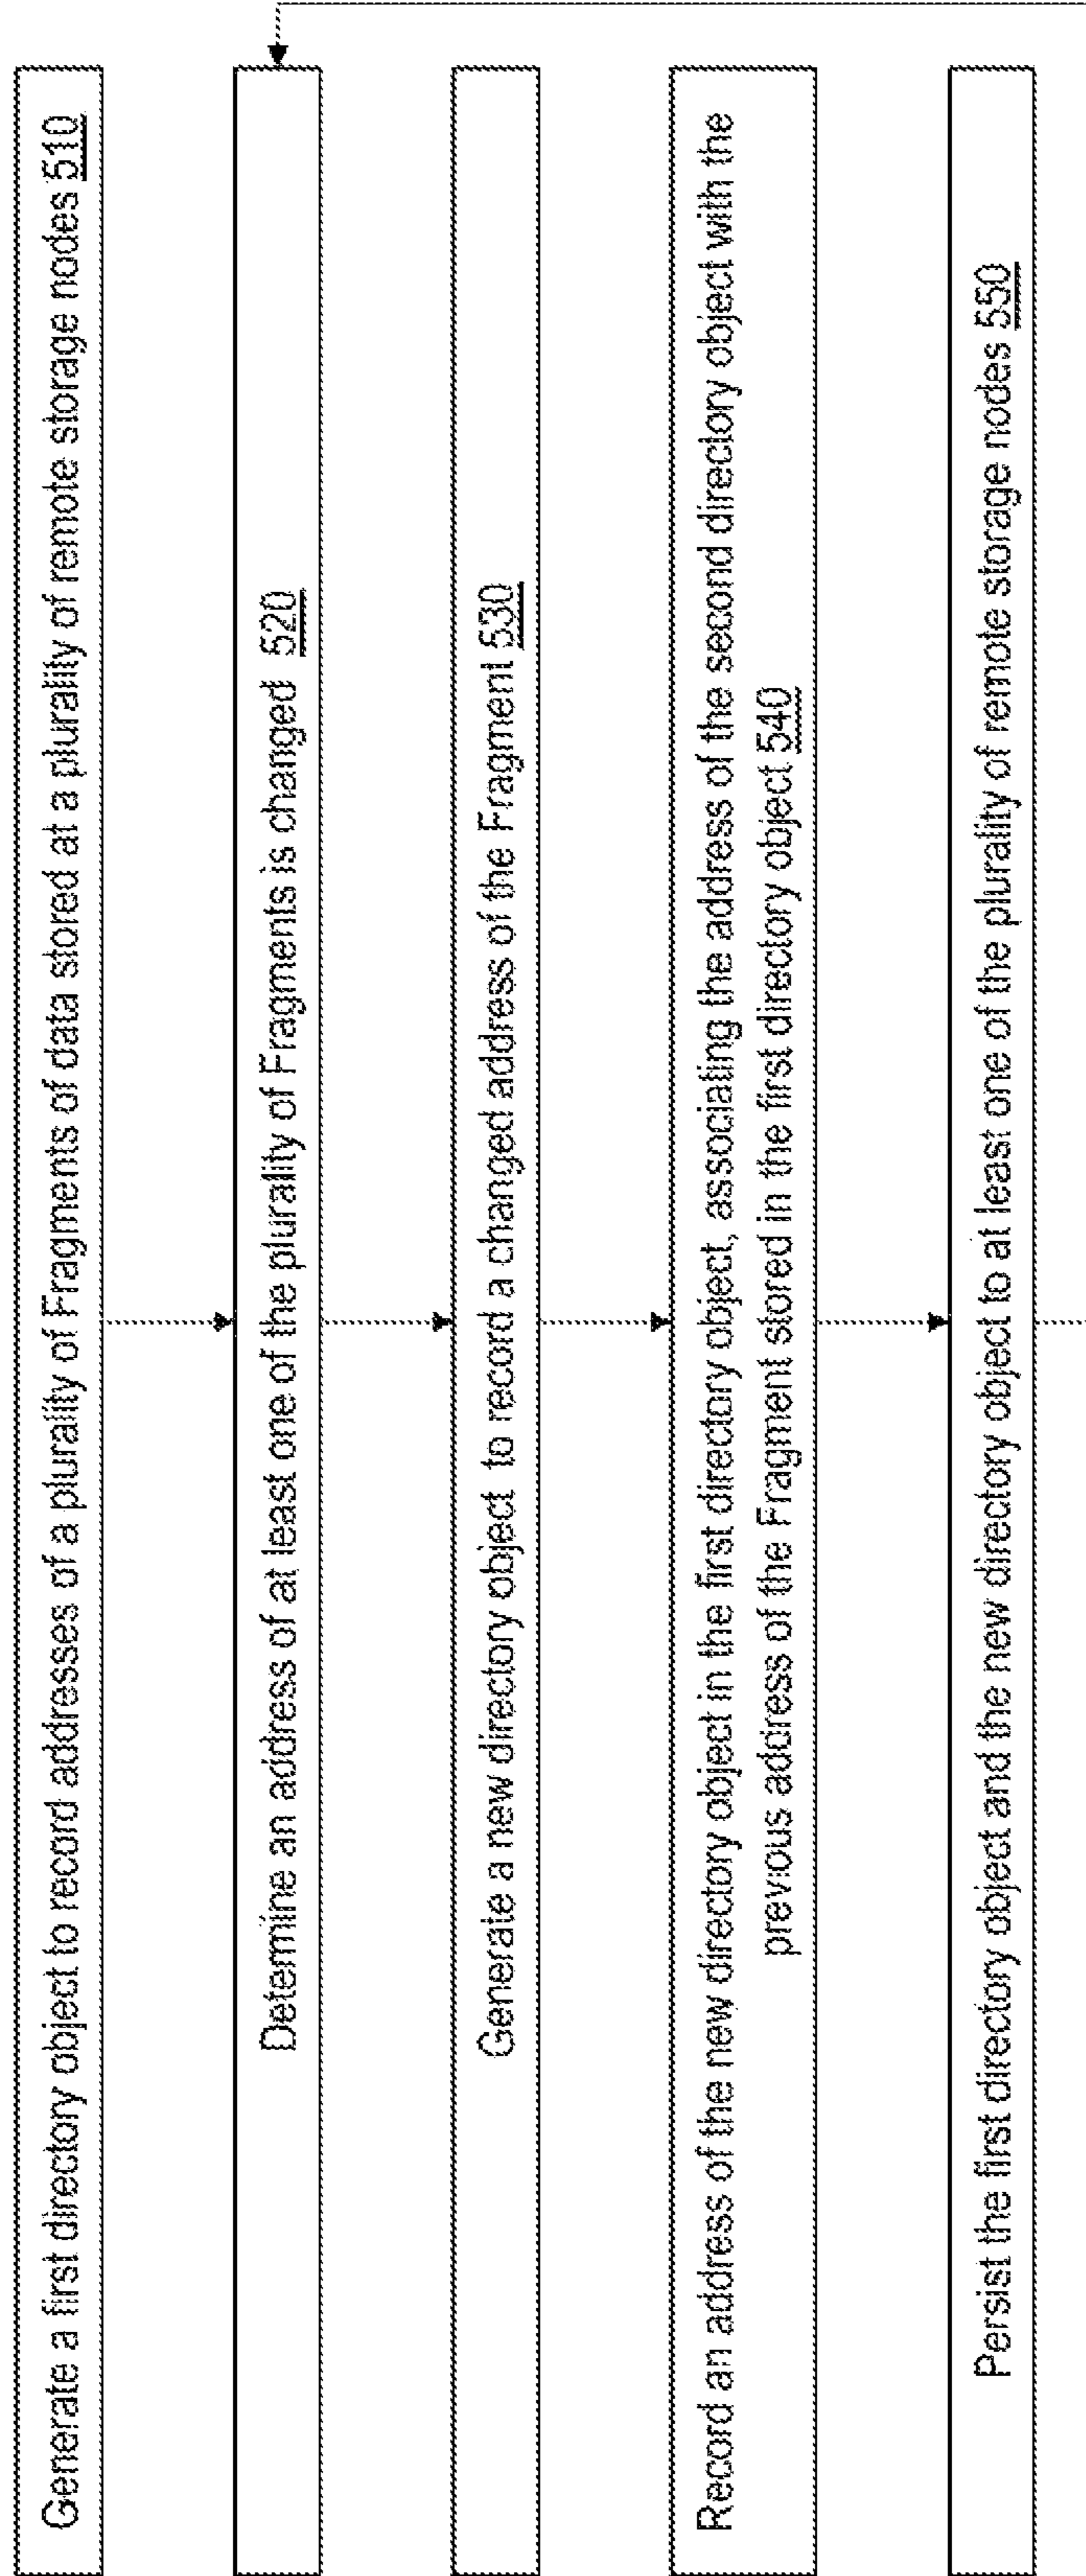 Generate a first directory object to record addresses of a plurality of Fragments of data stored at a plurality of remote storage nodes 510
Determine an address of at least one of the plurality of Fragments is changed 520
Generate a new directory object to record a changed address of the Fragment 530
Record an address of the new directory object in the first directory object, associating the address of the second directory object with the
previous address of the Fragment stored in the first directory object 540
Persist the first directory object and the new directory object to at least one of the plurality of remote storage nodes 550